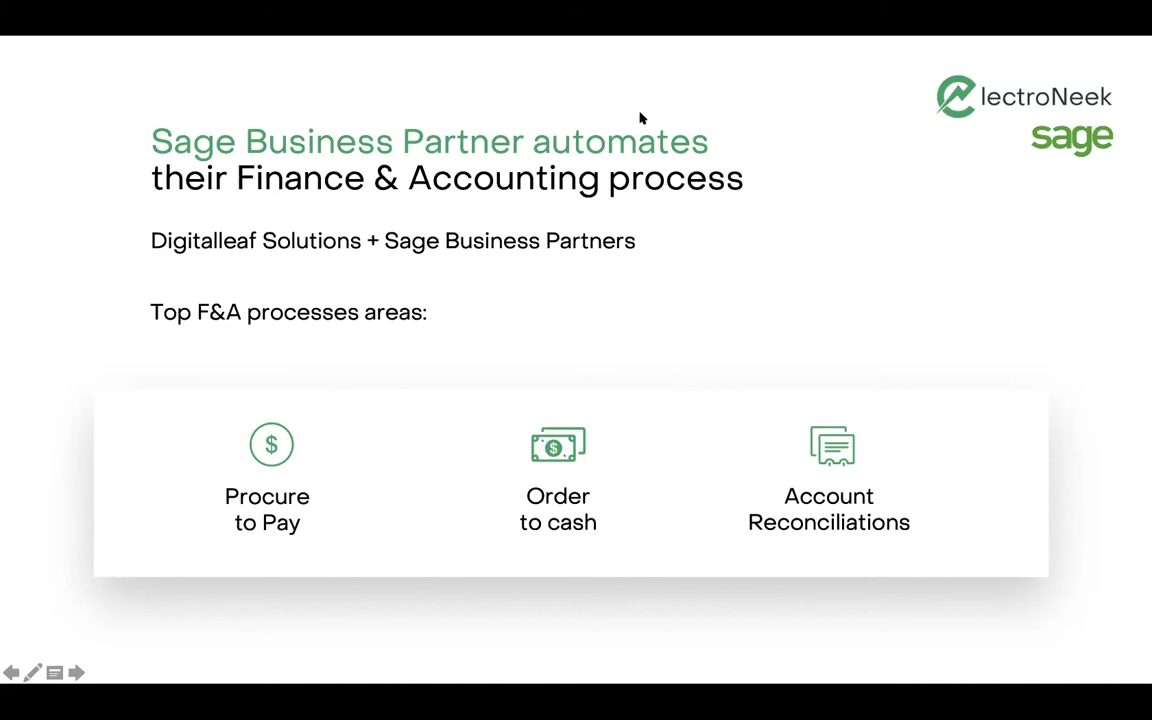 ElectroNeek
sage
Sage Business Partner automates
their Finance & Accounting process
Digitalleaf Solutions + Sage Business Partners
Top F&A processes areas:
$
$
Procure
to Pay
Order
to cash
Account
Reconciliations